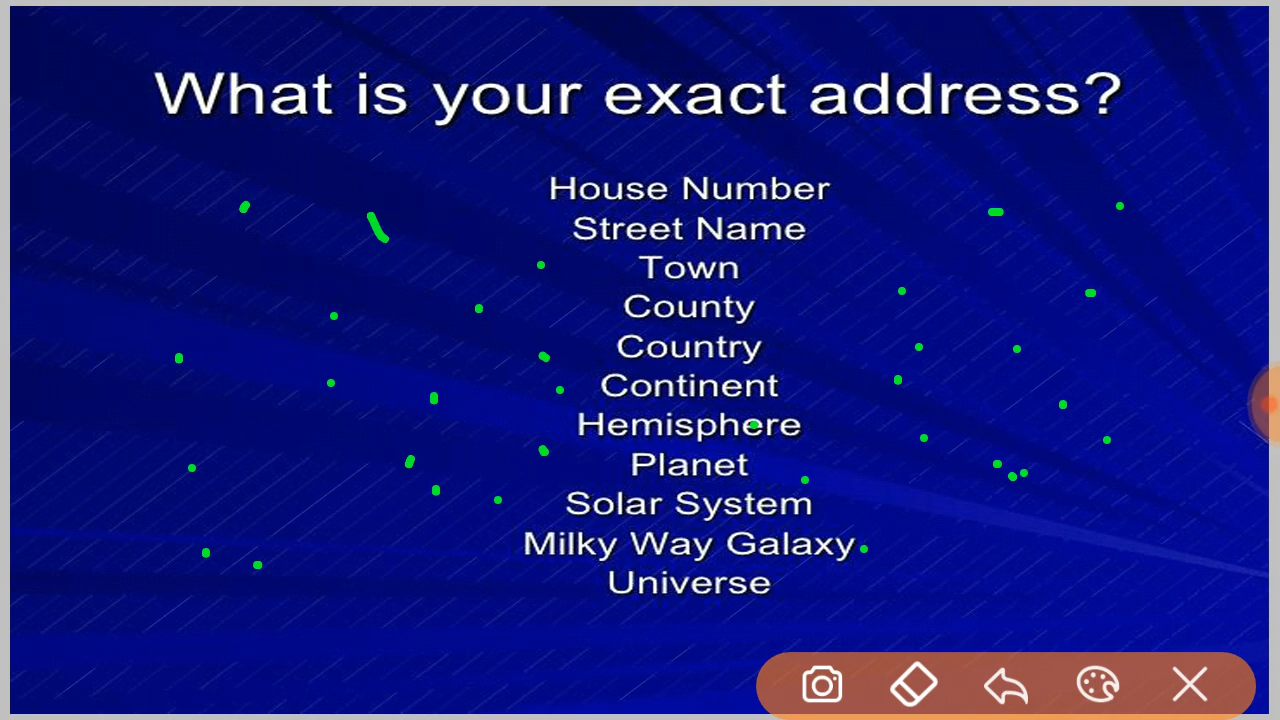 What is your exact address?
House Number
Street Name
Town
County
Country
Continent
Hemisphere
Planet
Solar System
Milky Way Galaxy
Universe